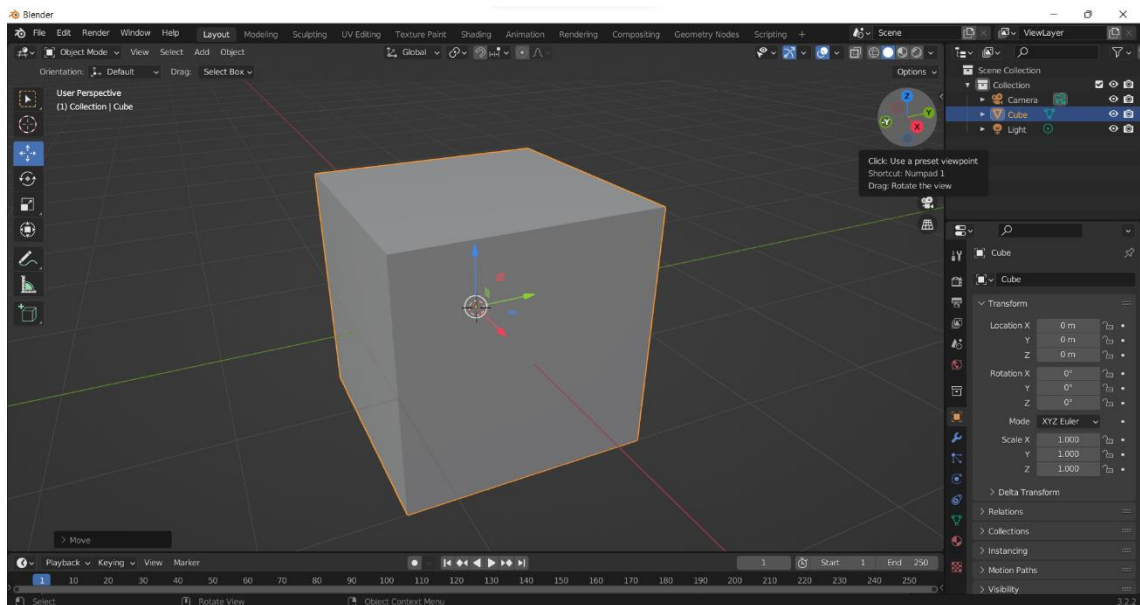 Blender
File Edit Render Window Help Layout Modeling Sculpting UV Editing Texture Paint Shading Animation Rendering Compositing Geometry Nodes Scripting + Scene ViewLayer
Object Mode View Select Add Object Global
Orientation: Default Drag: Select Box Options
User Perspective
(1) Collection | Cube
Z
Y
-Y
X
Click: Use a preset viewpoint
Shortcut: Numpad 1
Drag: Rotate the view
Scene Collection
Collection
Camera
Cube
Light
Cube
Cube
Transform
Location X 0 m
Y 0 m
Z 0 m
Rotation X 0°
Y 0°
Z 0°
Mode XYZ Euler
Scale X 1.000
Y 1.000
Z 1.000
Delta Transform
Relations
Collections
Instancing
Motion Paths
Visibility
> Move
Playback Keying View Marker 1 Start 1 End 250
1 10 20 30 40 50 60 70 80 90 100 110 120 130 140 150 160 170 180 190 200 210 220 230 240 250
Select Rotate View Object Context Menu 3.2.2